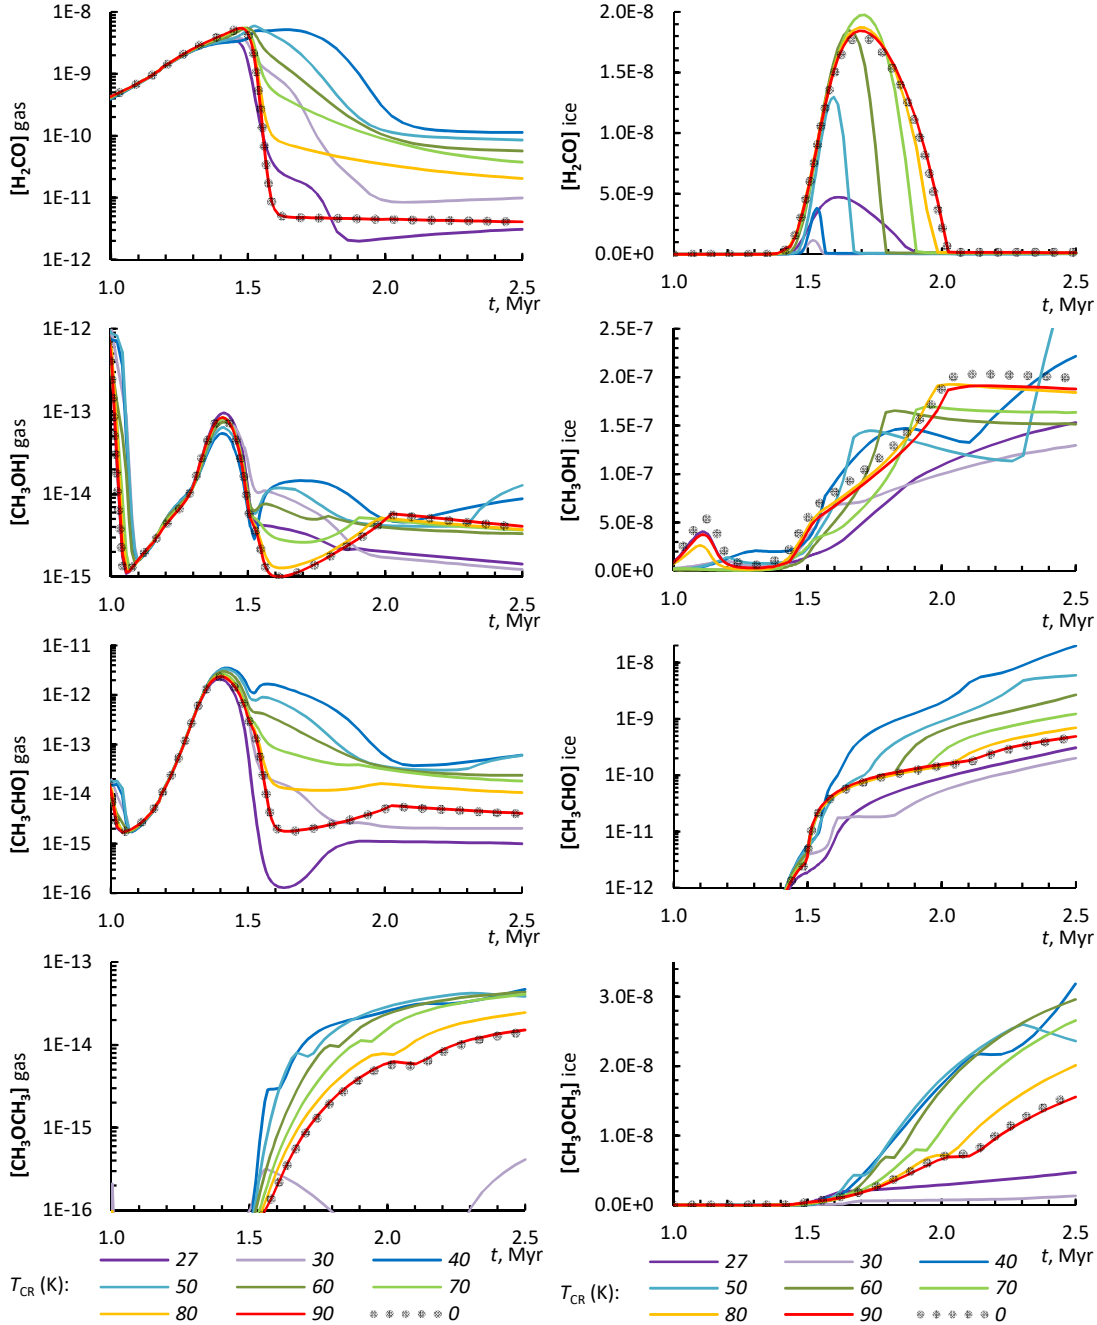 1E-8
1E-9
1E-10
1E-11
1E-12
[H₂CO] gas
1.0 1.5 2.0 2.5
t, Myr
2.0E-8
1.5E-8
1.0E-8
5.0E-9
0.0E+0
[H₂CO] ice
1.0 1.5 2.0 2.5
t, Myr
1E-12
1E-13
1E-14
1E-15
[CH₃OH] gas
1.0 1.5 2.0 2.5
t, Myr
2.5E-7
2.0E-7
1.5E-7
1.0E-7
5.0E-8
0.0E+0
[CH₃OH] ice
1.0 1.5 2.0 2.5
t, Myr
1E-11
1E-12
1E-13
1E-14
1E-15
1E-16
[CH₃CHO] gas
1.0 1.5 2.0 2.5
t, Myr
1E-8
1E-9
1E-10
1E-11
1E-12
[CH₃CHO] ice
1.0 1.5 2.0 2.5
t, Myr
1E-13
1E-14
1E-15
1E-16
[CH₃OCH₃] gas
1.0 1.5 2.0 2.5
t, Myr
3.0E-8
2.0E-8
1.0E-8
0.0E+0
[CH₃OCH₃] ice
1.0 1.5 2.0 2.5
t, Myr
T_CR (K):
27 30 40
50 60 70
80 90 0
T_CR (K):
27 30 40
50 60 70
80 90 0